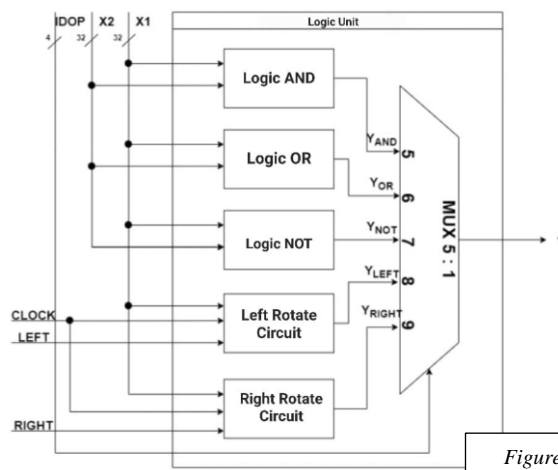 IDOP X2 X1
4 32 32
Logic Unit
Logic AND
Logic OR
Logic NOT
Left Rotate
Circuit
Right Rotate
Circuit
YAND
YOR
YNOT
YLEFT
YRIGHT
5
6
7
8
9
MUX 5 : 1
CLOCK
LEFT
RIGHT
Figure